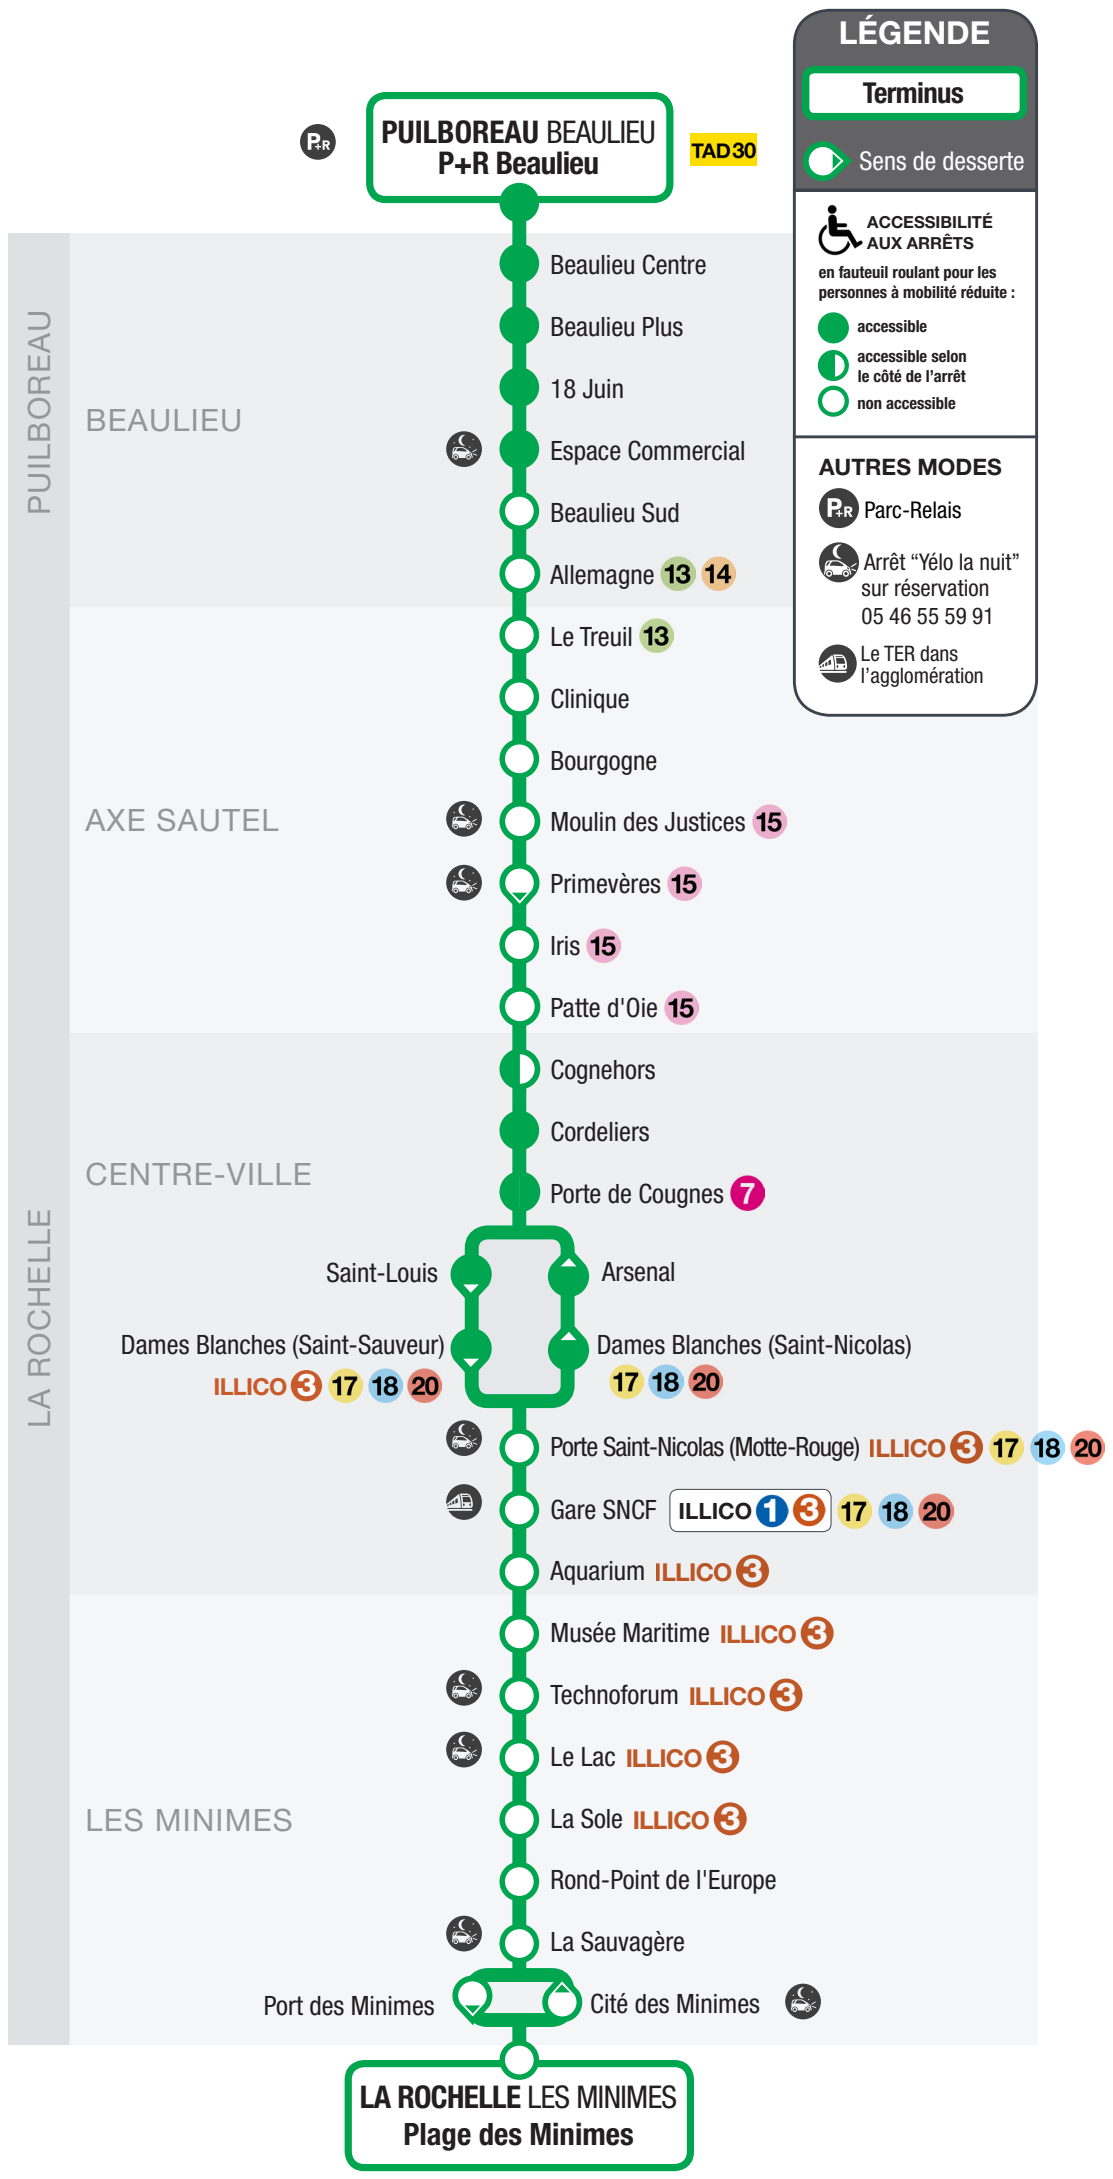 LÉGENDE
Terminus
Sens de desserte
ACCESSIBILITÉ
AUX ARRÊTS
en fauteuil roulant pour les
personnes à mobilité réduite :
accessible
accessible selon
le côté de l'arrêt
non accessible
AUTRES MODES
P+R Parc-Relais
Arrêt “Yélo la nuit”
sur réservation
05 46 55 59 91
Le TER dans
l'agglomération
P+R
PUILBOREAU BEAULIEU
P+R Beaulieu
TAD30
PUILBOREAU
BEAULIEU
Beaulieu Centre
Beaulieu Plus
18 Juin
Espace Commercial
Beaulieu Sud
Allemagne 13 14
LA ROCHELLE
AXE SAUTEL
Le Treuil 13
Clinique
Bourgogne
Moulin des Justices 15
Primevères 15
Iris 15
Patte d'Oie 15
CENTRE-VILLE
Cognehors
Cordeliers
Porte de Cougnes 7
Saint-Louis
Arsenal
Dames Blanches (Saint-Sauveur)
ILLICO 3 17 18 20
Dames Blanches (Saint-Nicolas)
17 18 20
Porte Saint-Nicolas (Motte-Rouge) ILLICO 3 17 18 20
Gare SNCF ILLICO 1 3 17 18 20
Aquarium ILLICO 3
LES MINIMES
Musée Maritime ILLICO 3
Technoforum ILLICO 3
Le Lac ILLICO 3
La Sole ILLICO 3
Rond-Point de l'Europe
La Sauvagère
Port des Minimes
Cité des Minimes
LA ROCHELLE LES MINIMES
Plage des Minimes